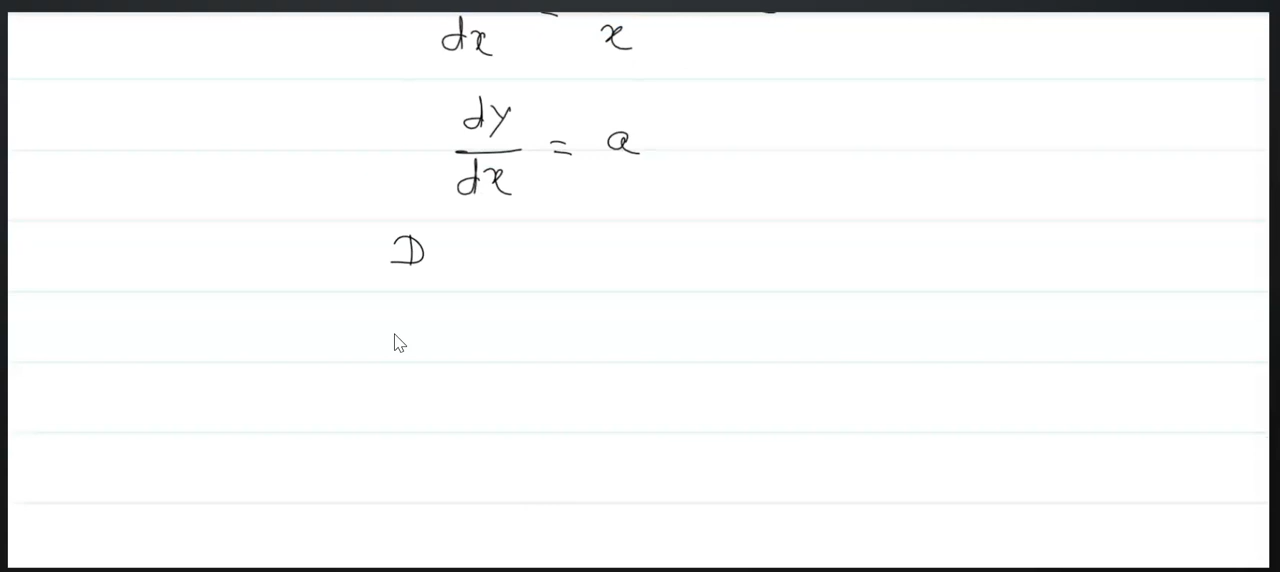 dx = x
dy/dx = a
D